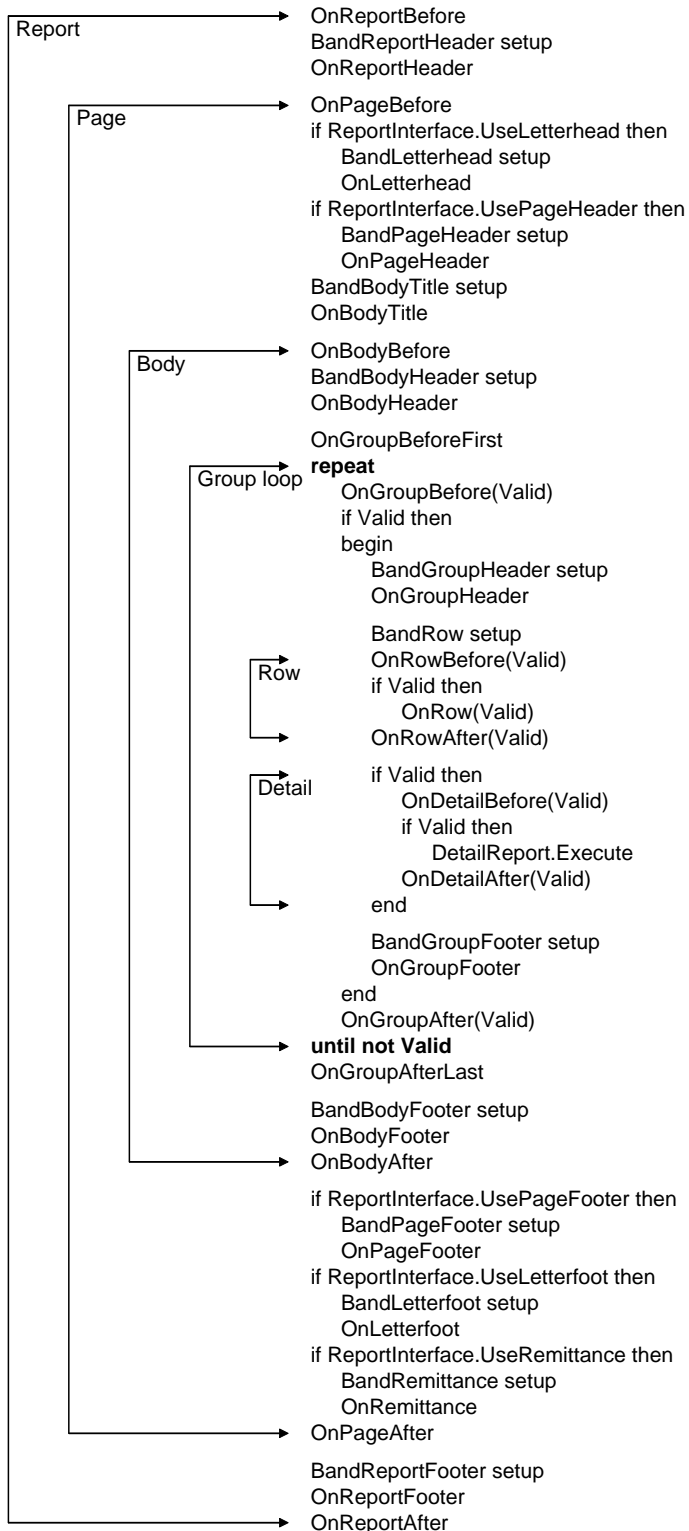 OnReportBefore
Report
BandReportHeader setup
OnReportHeader
OnPageBefore
Page
if ReportInterface.UseLetterhead then
BandLetterhead setup
OnLetterhead
if ReportInterface.UsePageHeader then
BandPageHeader setup
OnPageHeader
BandBodyTitle setup
OnBodyTitle
OnBodyBefore
Body
BandBodyHeader setup
OnBodyHeader
OnGroupBeforeFirst
repeat
Group loop
OnGroupBefore(Valid)
if Valid then
begin
BandGroupHeader setup
OnGroupHeader
BandRow setup
OnRowBefore(Valid)
Row
if Valid then
OnRow(Valid)
OnRowAfter(Valid)
if Valid then
Detail
OnDetailBefore(Valid)
if Valid then
DetailReport.Execute
OnDetailAfter(Valid)
end
BandGroupFooter setup
OnGroupFooter
end
OnGroupAfter(Valid)
until not Valid
OnGroupAfterLast
BandBodyFooter setup
OnBodyFooter
OnBodyAfter
if ReportInterface.UsePageFooter then
BandPageFooter setup
OnPageFooter
if ReportInterface.UseLetterfoot then
BandLetterfoot setup
OnLetterfoot
if ReportInterface.UseRemittance then
BandRemittance setup
OnRemittance
OnPageAfter
BandReportFooter setup
OnReportFooter
OnReportAfter